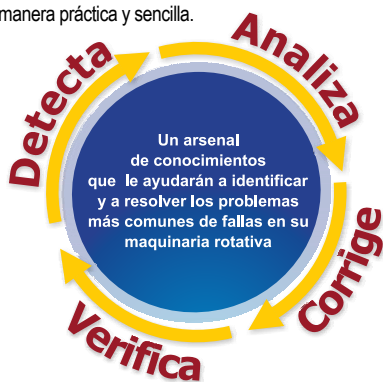 manera práctica y sencilla.
Detecta
Analiza
Corrige
Verifica
Un arsenal
de conocimientos
que le ayudarán a identificar
y a resolver los problemas
más comunes de fallas en su
maquinaria rotativa